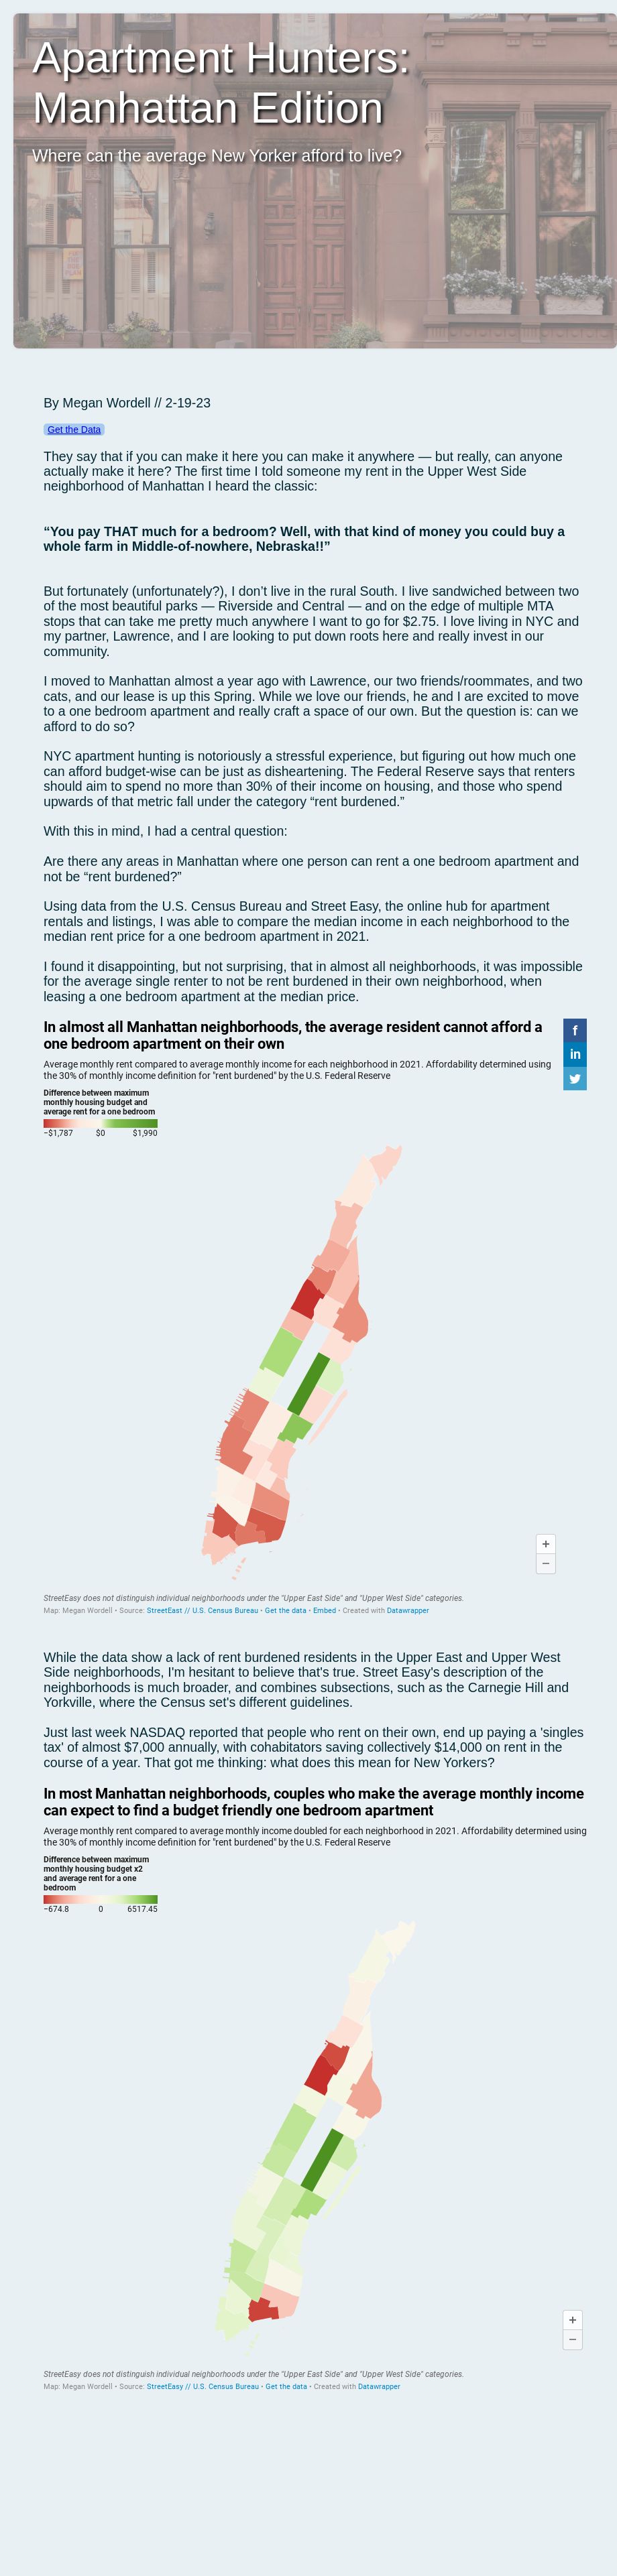 Apartment Hunters:
Manhattan Edition
Where can the average New Yorker afford to live?
By Megan Wordell // 2-19-23
Get the Data
They say that if you can make it here you can make it anywhere — but really, can anyone
actually make it here? The first time I told someone my rent in the Upper West Side
neighborhood of Manhattan I heard the classic:
“You pay THAT much for a bedroom? Well, with that kind of money you could buy a
whole farm in Middle-of-nowhere, Nebraska!!”
But fortunately (unfortunately?), I don’t live in the rural South. I live sandwiched between two
of the most beautiful parks — Riverside and Central — and on the edge of multiple MTA
stops that can take me pretty much anywhere I want to go for $2.75. I love living in NYC and
my partner, Lawrence, and I are looking to put down roots here and really invest in our
community.
I moved to Manhattan almost a year ago with Lawrence, our two friends/roommates, and two
cats, and our lease is up this Spring. While we love our friends, he and I are excited to move
to a one bedroom apartment and really craft a space of our own. But the question is: can we
afford to do so?
NYC apartment hunting is notoriously a stressful experience, but figuring out how much one
can afford budget-wise can be just as disheartening. The Federal Reserve says that renters
should aim to spend no more than 30% of their income on housing, and those who spend
upwards of that metric fall under the category “rent burdened.”
With this in mind, I had a central question:
Are there any areas in Manhattan where one person can rent a one bedroom apartment and
not be “rent burdened?”
Using data from the U.S. Census Bureau and Street Easy, the online hub for apartment
rentals and listings, I was able to compare the median income in each neighborhood to the
median rent price for a one bedroom apartment in 2021.
I found it disappointing, but not surprising, that in almost all neighborhoods, it was impossible
for the average single renter to not be rent burdened in their own neighborhood, when
leasing a one bedroom apartment at the median price.
In almost all Manhattan neighborhoods, the average resident cannot afford a
one bedroom apartment on their own
f
in
Average monthly rent compared to average monthly income for each neighborhood in 2021. Affordability determined using
the 30% of monthly income definition for "rent burdened" by the U.S. Federal Reserve
Difference between maximum
monthly housing budget and
average rent for a one bedroom
−$1,787 $0 $1,990
+
−
StreetEasy does not distinguish individual neighborhoods under the "Upper East Side" and "Upper West Side" categories.
Map: Megan Wordell • Source: StreetEast // U.S. Census Bureau • Get the data • Embed • Created with Datawrapper
While the data show a lack of rent burdened residents in the Upper East and Upper West
Side neighborhoods, I'm hesitant to believe that's true. Street Easy's description of the
neighborhoods is much broader, and combines subsections, such as the Carnegie Hill and
Yorkville, where the Census set's different guidelines.
Just last week NASDAQ reported that people who rent on their own, end up paying a 'singles
tax' of almost $7,000 annually, with cohabitators saving collectively $14,000 on rent in the
course of a year. That got me thinking: what does this mean for New Yorkers?
In most Manhattan neighborhoods, couples who make the average monthly income
can expect to find a budget friendly one bedroom apartment
Average monthly rent compared to average monthly income doubled for each neighborhood in 2021. Affordability determined using
the 30% of monthly income definition for "rent burdened" by the U.S. Federal Reserve
Difference between maximum
monthly housing budget x2
and average rent for a one
bedroom
−674.8 0 6517.45
+
−
StreetEasy does not distinguish individual neighborhoods under the "Upper East Side" and "Upper West Side" categories.
Map: Megan Wordell • Source: StreetEasy // U.S. Census Bureau • Get the data • Created with Datawrapper